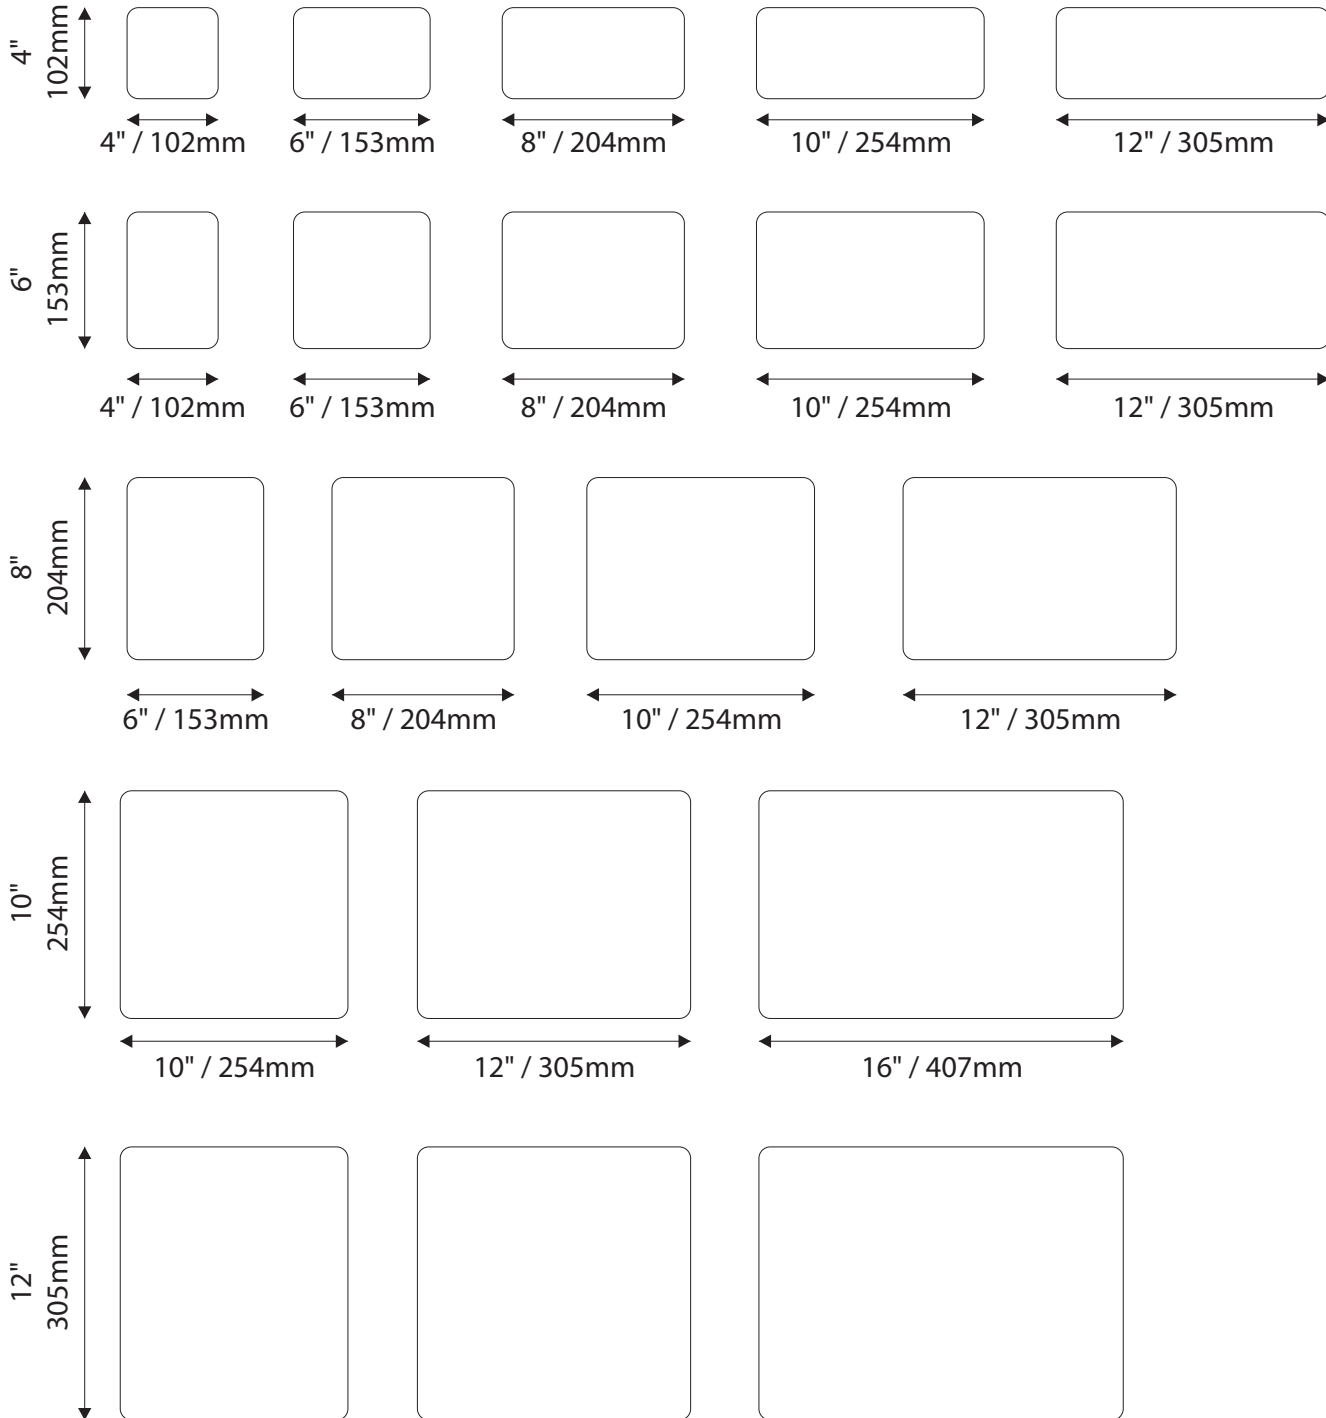 4"
102mm
4" / 102mm
6" / 153mm
8" / 204mm
10" / 254mm
12" / 305mm
6"
153mm
4" / 102mm
6" / 153mm
8" / 204mm
10" / 254mm
12" / 305mm
8"
204mm
6" / 153mm
8" / 204mm
10" / 254mm
12" / 305mm
10"
254mm
10" / 254mm
12" / 305mm
16" / 407mm
12"
305mm